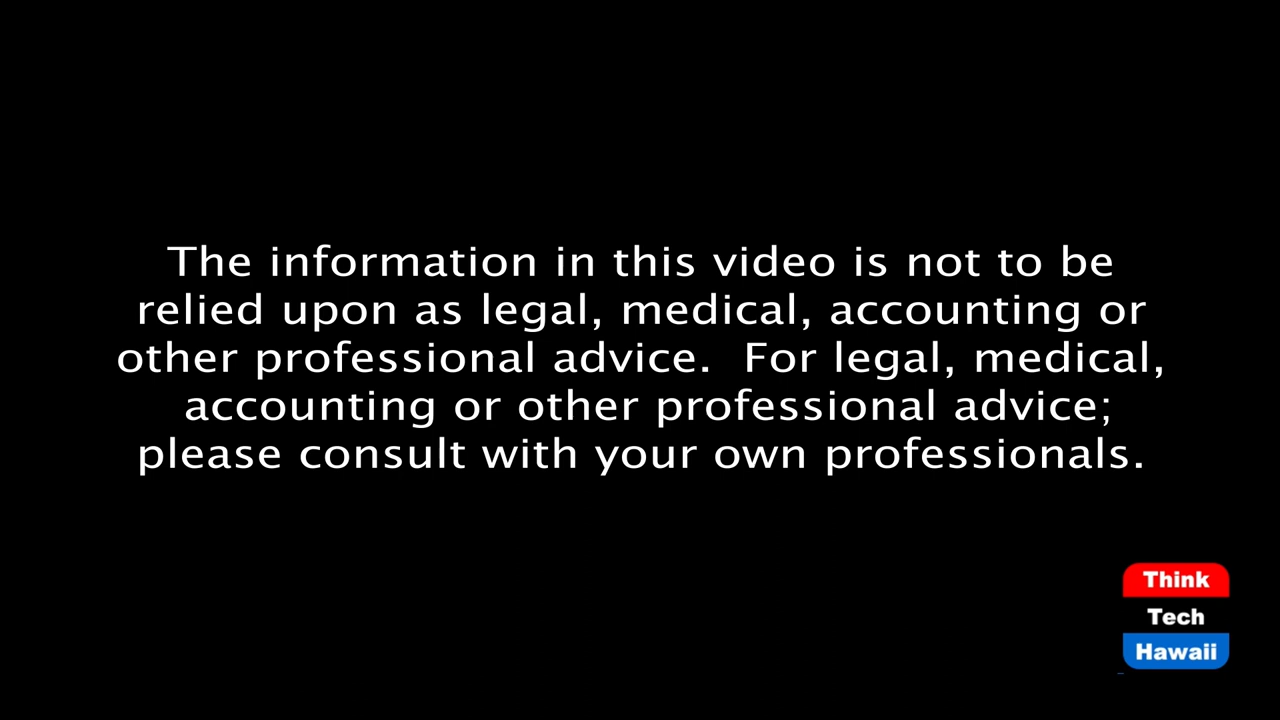 The information in this video is not to be
relied upon as legal, medical, accounting or
other professional advice.  For legal, medical,
accounting or other professional advice;
please consult with your own professionals.
Think
Tech
Hawaii